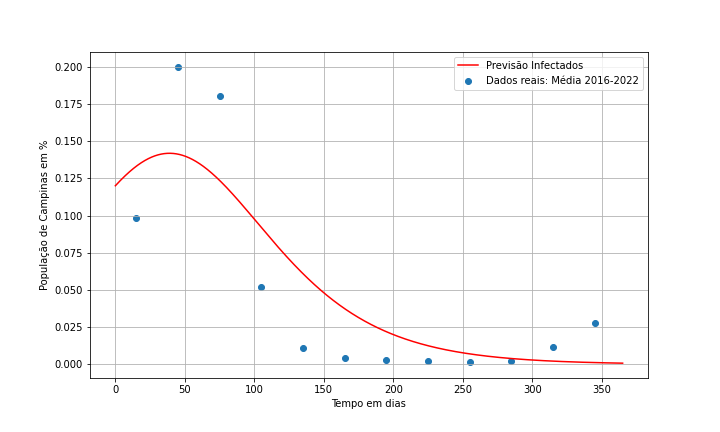 Previsão Infectados
Dados reais: Média 2016-2022
População de Campinas em %
0.200
0.175
0.150
0.125
0.100
0.075
0.050
0.025
0.000
0 50 100 150 200 250 300 350
Tempo em dias